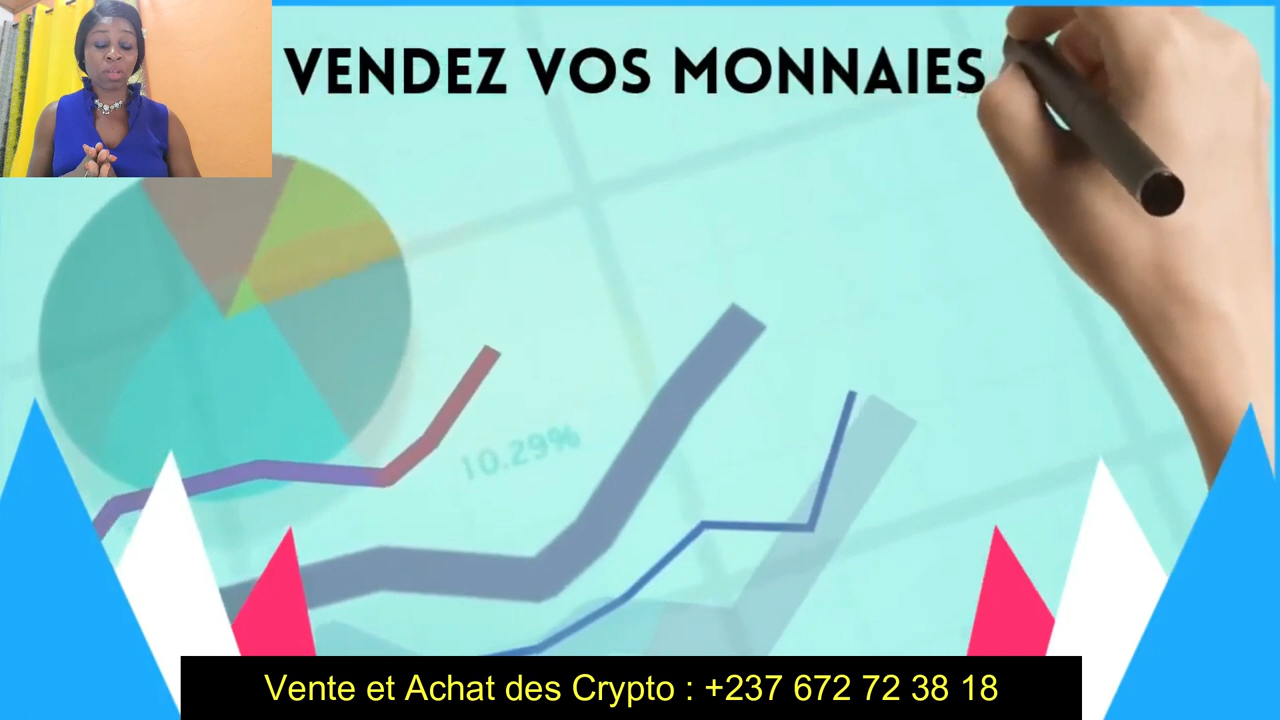 VENDEZ VOS MONNAIES
10.29%
Vente et Achat des Crypto : +237 672 72 38 18